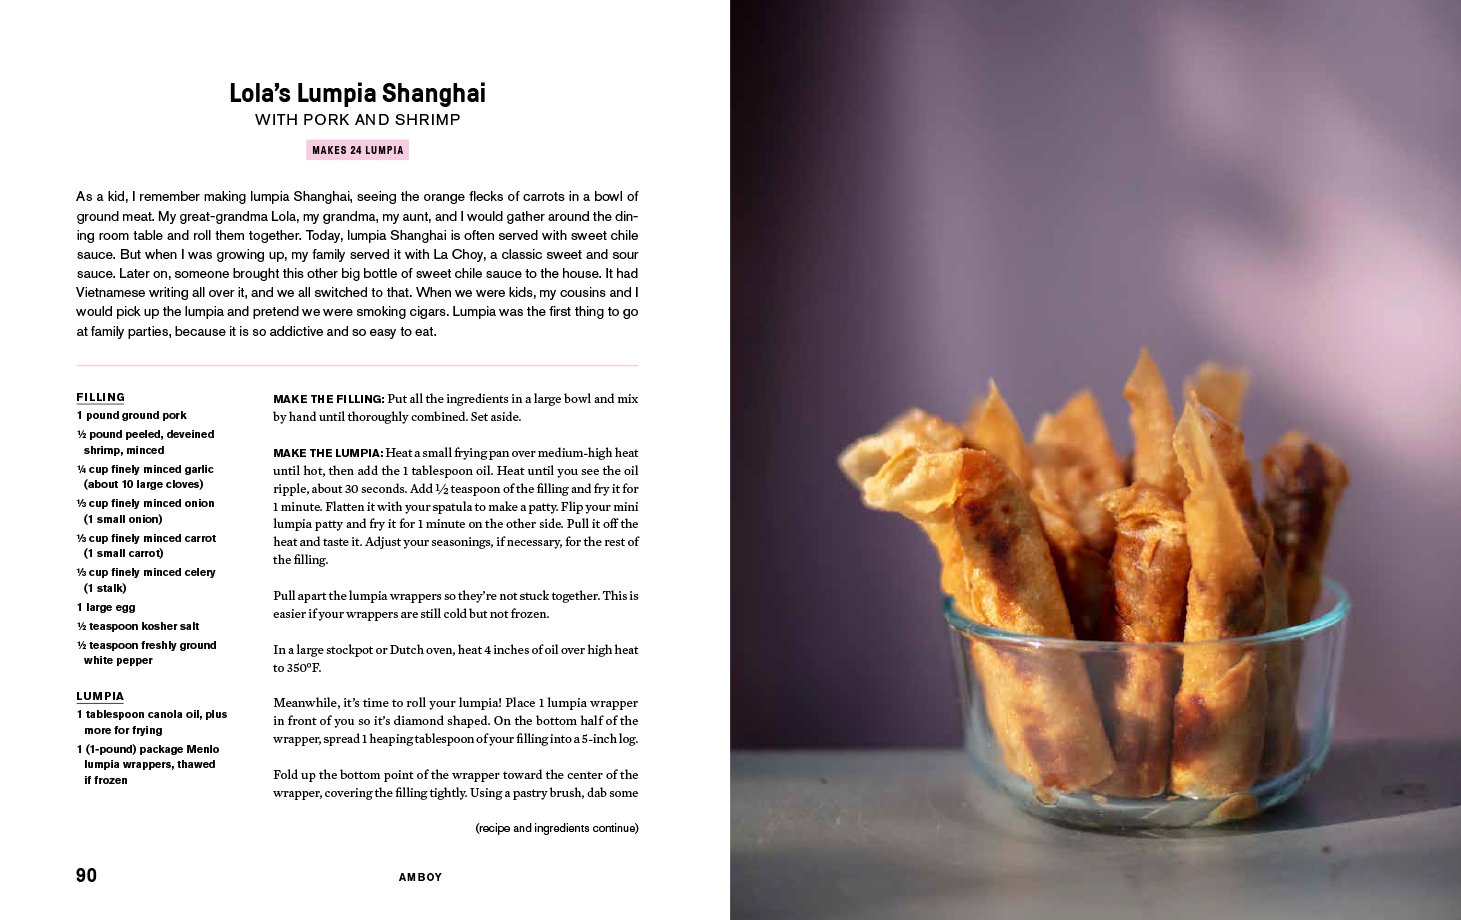 Lola’s Lumpia Shanghai
WITH PORK AND SHRIMP
MAKES 24 LUMPIA
As a kid, I remember making lumpia Shanghai, seeing the orange flecks of carrots in a bowl of
ground meat. My great-grandma Lola, my grandma, my aunt, and I would gather around the din-
ing room table and roll them together. Today, lumpia Shanghai is often served with sweet chile
sauce. But when I was growing up, my family served it with La Choy, a classic sweet and sour
sauce. Later on, someone brought this other big bottle of sweet chile sauce to the house. It had
Vietnamese writing all over it, and we all switched to that. When we were kids, my cousins and I
would pick up the lumpia and pretend we were smoking cigars. Lumpia was the first thing to go
at family parties, because it is so addictive and so easy to eat.
FILLING
1 pound ground pork
½ pound peeled, deveined
shrimp, minced
¼ cup finely minced garlic
(about 10 large cloves)
⅓ cup finely minced onion
(1 small onion)
⅓ cup finely minced carrot
(1 small carrot)
⅓ cup finely minced celery
(1 stalk)
1 large egg
½ teaspoon kosher salt
½ teaspoon freshly ground
white pepper
LUMPIA
1 tablespoon canola oil, plus
more for frying
1 (1-pound) package Menlo
lumpia wrappers, thawed
if frozen
MAKE THE FILLING: Put all the ingredients in a large bowl and mix
by hand until thoroughly combined. Set aside.
MAKE THE LUMPIA: Heat a small frying pan over medium-high heat
until hot, then add the 1 tablespoon oil. Heat until you see the oil
ripple, about 30 seconds. Add ½ teaspoon of the filling and fry it for
1 minute. Flatten it with your spatula to make a patty. Flip your mini
lumpia patty and fry it for 1 minute on the other side. Pull it off the
heat and taste it. Adjust your seasonings, if necessary, for the rest of
the filling.
Pull apart the lumpia wrappers so they’re not stuck together. This is
easier if your wrappers are still cold but not frozen.
In a large stockpot or Dutch oven, heat 4 inches of oil over high heat
to 350ºF.
Meanwhile, it’s time to roll your lumpia! Place 1 lumpia wrapper
in front of you so it’s diamond shaped. On the bottom half of the
wrapper, spread 1 heaping tablespoon of your filling into a 5-inch log.
Fold up the bottom point of the wrapper toward the center of the
wrapper, covering the filling tightly. Using a pastry brush, dab some
(recipe and ingredients continue)
90
AMBOY